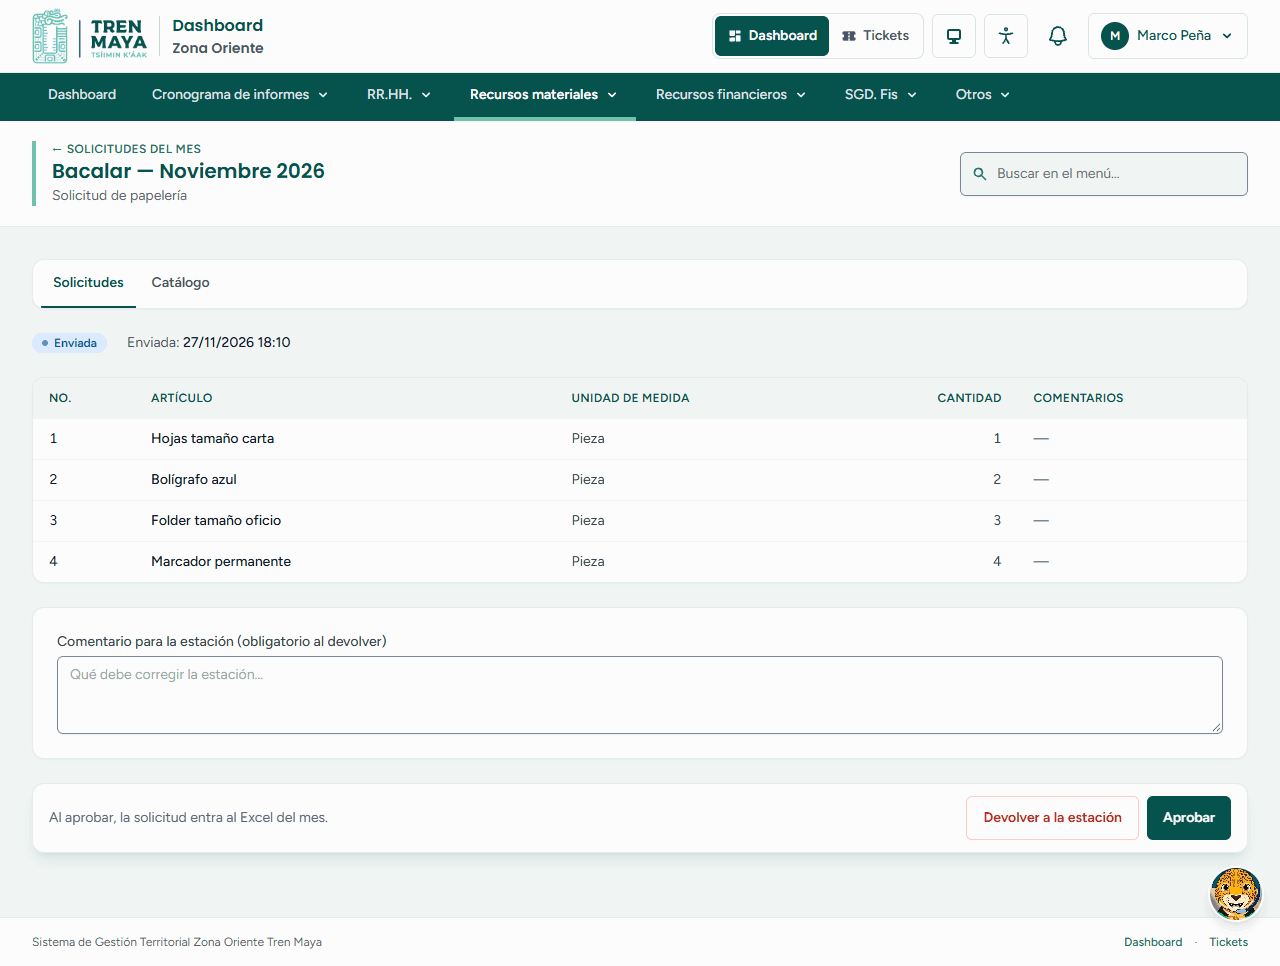 TREN
MAYA
TSÍIMIN K'ÁAK
Dashboard
Zona Oriente
Dashboard
Tickets
M
Marco Peña
Dashboard
Cronograma de informes
RR.HH.
Recursos materiales
Recursos financieros
SGD. Fis
Otros
← SOLICITUDES DEL MES
Bacalar — Noviembre 2026
Solicitud de papelería
Buscar en el menú...
Solicitudes
Catálogo
Enviada
Enviada: 27/11/2026 18:10
NO. ARTÍCULO UNIDAD DE MEDIDA CANTIDAD COMENTARIOS
1 Hojas tamaño carta Pieza 1 —
2 Bolígrafo azul Pieza 2 —
3 Folder tamaño oficio Pieza 3 —
4 Marcador permanente Pieza 4 —
Comentario para la estación (obligatorio al devolver)
Qué debe corregir la estación...
Al aprobar, la solicitud entra al Excel del mes.
Devolver a la estación
Aprobar
Sistema de Gestión Territorial Zona Oriente Tren Maya
Dashboard · Tickets